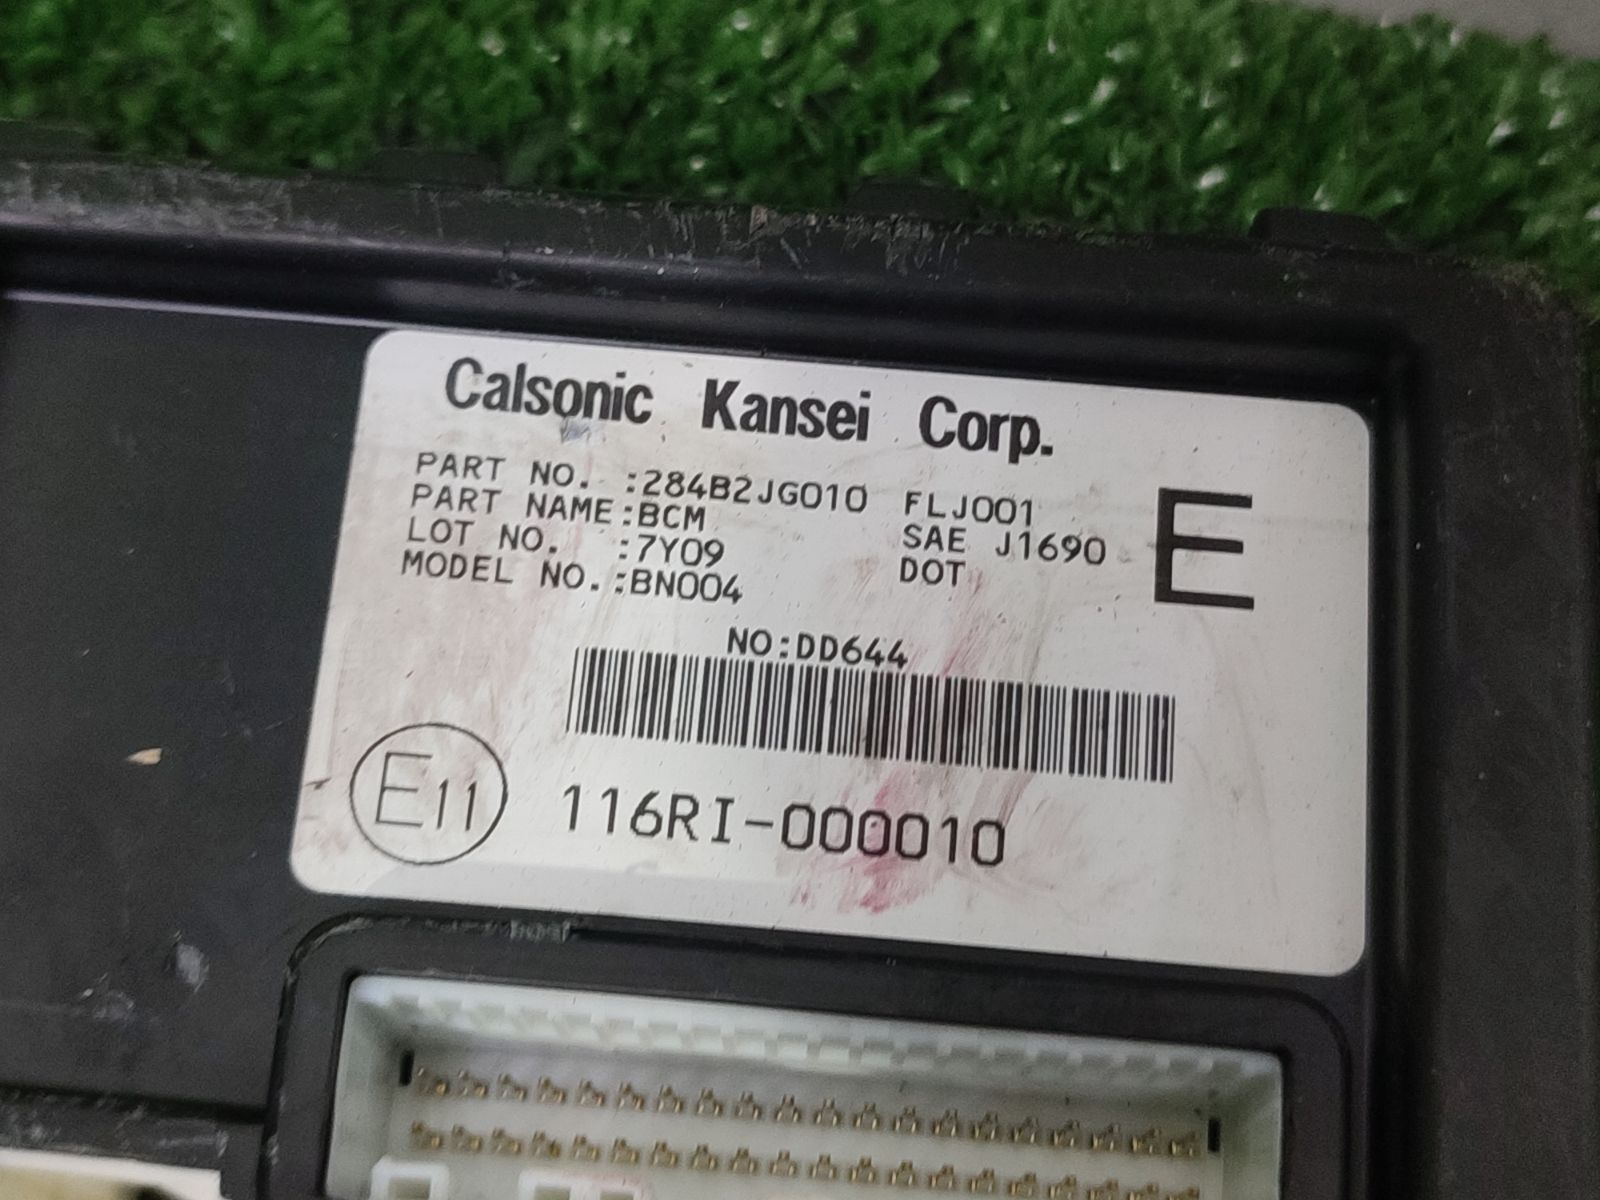 Calsonic Kansei Corp.
PART NO. :284B2JG010 FLJ001
PART NAME:BCM SAE J1690
LOT NO. :7Y09 DOT
MODEL NO.:BN004
E
NO:DD644
E11 116RI-000010